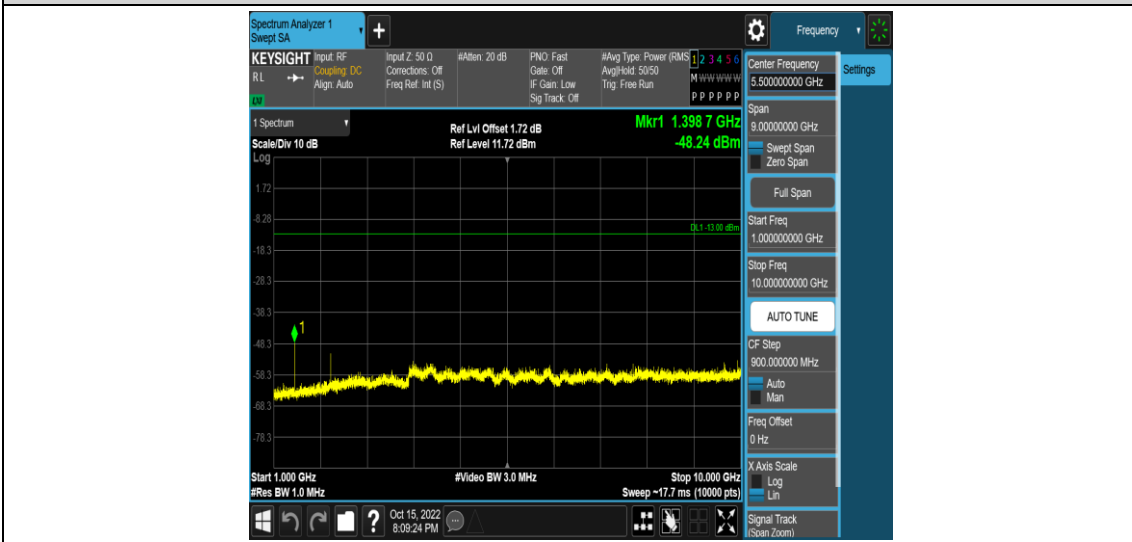 Spectrum Analyzer 1
Swept SA
+
Frequency
KEYSIGHT
RL
LXI
Input: RF
Coupling: DC
Align: Auto
Input Z: 50 Ω
Corrections: Off
Freq Ref: Int (S)
#Atten: 20 dB
PNO: Fast
Gate: Off
IF Gain: Low
Sig Track: Off
#Avg Type: Power (RMS
Avg|Hold: 50/50
Trig: Free Run
1 2 3 4 5 6
M W W W W W
P P P P P P
1 Spectrum
Scale/Div 10 dB
Log
Ref Lvl Offset 1.72 dB
Ref Level 11.72 dBm
Mkr1 1.398 7 GHz
-48.24 dBm
1.72
-8.28
DL1 -13.00 dBm
-18.3
-28.3
-38.3
1
-48.3
-58.3
-68.3
-78.3
Start 1.000 GHz
#Res BW 1.0 MHz
#Video BW 3.0 MHz
Stop 10.000 GHz
Sweep ~17.7 ms (10000 pts)
Center Frequency
5.500000000 GHz
Settings
Span
9.00000000 GHz
Swept Span
Zero Span
Full Span
Start Freq
1.000000000 GHz
Stop Freq
10.000000000 GHz
AUTO TUNE
CF Step
900.000000 MHz
Auto
Man
Freq Offset
0 Hz
X Axis Scale
Log
Lin
Signal Track
(Span Zoom)
?
Oct 15, 2022
8:09:24 PM